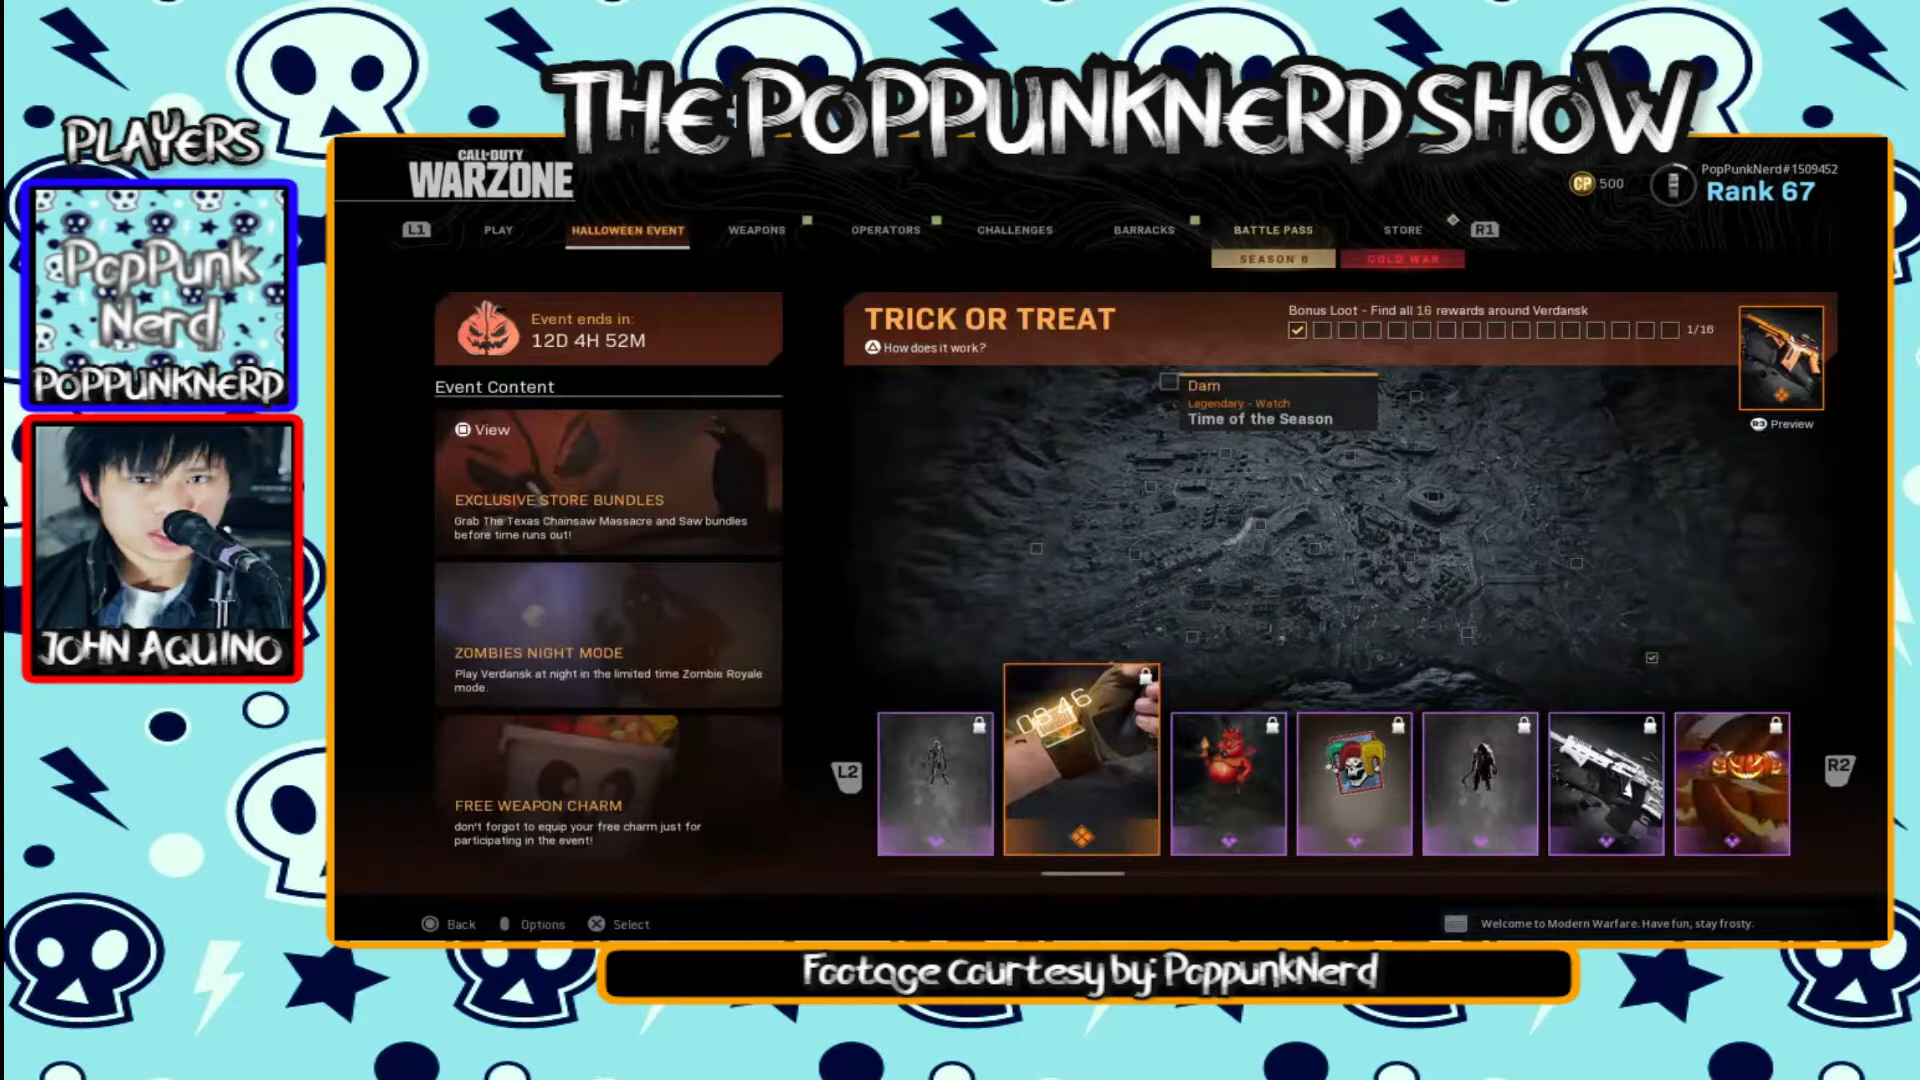 THE POPPUNKNERD SHOW
PLAYERS
PopPunk
Nerd
POPPUNKNERD
JOHN AQUINO
CALL OF DUTY
WARZONE
CP 500
PopPunkNerd#1509452
Rank 67
L1
PLAY
HALLOWEEN EVENT
WEAPONS
OPERATORS
CHALLENGES
BARRACKS
BATTLE PASS
STORE
R1
SEASON 6
COLD WAR
Event ends in:
12D 4H 52M
Event Content
View
EXCLUSIVE STORE BUNDLES
Grab The Texas Chainsaw Massacre and Saw bundles
before time runs out!
ZOMBIES NIGHT MODE
Play Verdansk at night in the limited time Zombie Royale
mode.
FREE WEAPON CHARM
don't forgot to equip your free charm just for
participating in the event!
TRICK OR TREAT
How does it work?
Bonus Loot - Find all 16 rewards around Verdansk
1/16
R3 Preview
Dam
Legendary - Watch
Time of the Season
08:46
L2
R2
Back
Options
Select
Welcome to Modern Warfare. Have fun, stay frosty.
Footage Courtesy by: PoppunkNerd